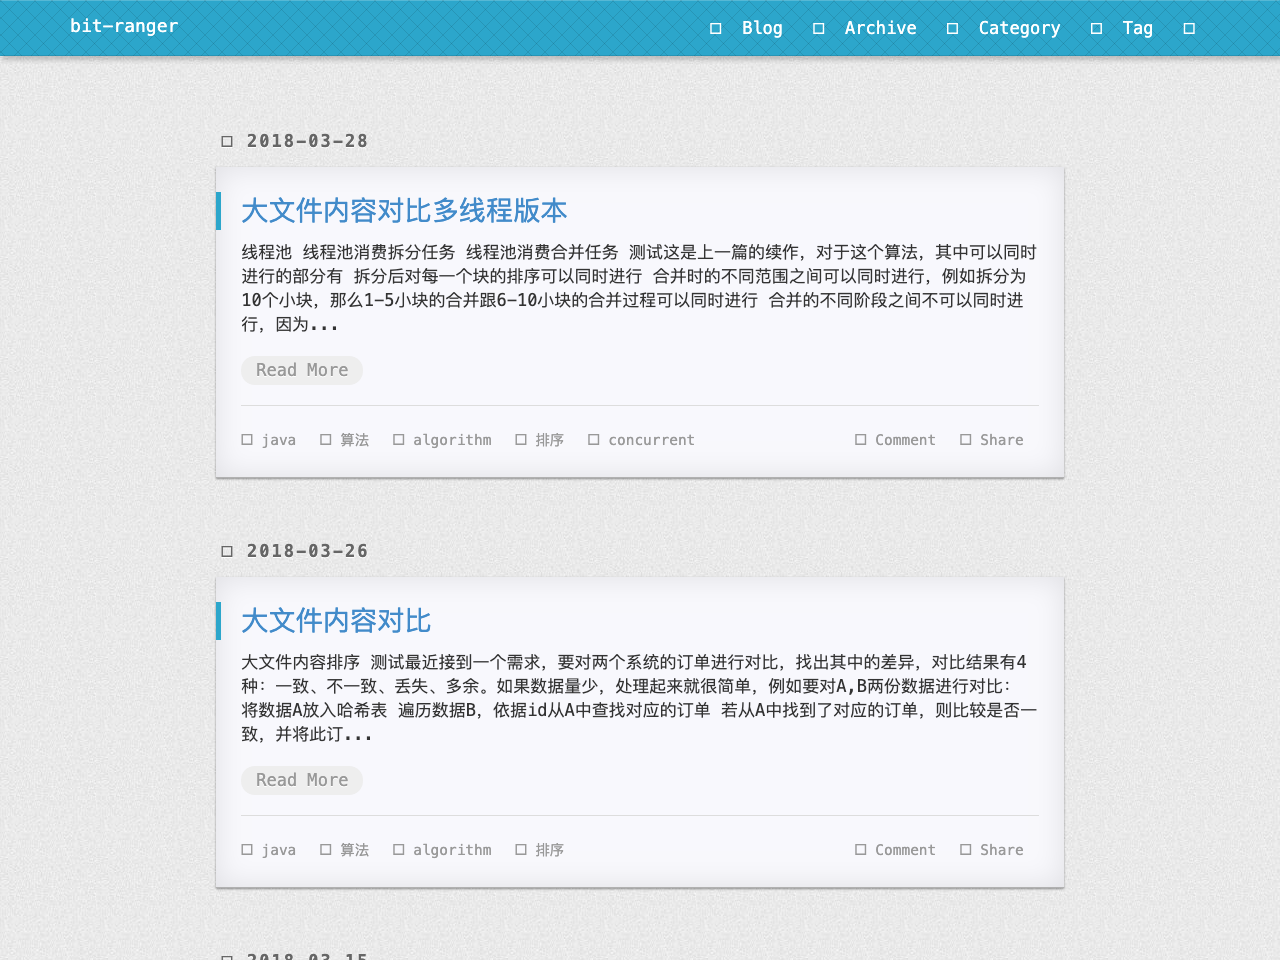 bit-ranger
Blog Archive Category Tag
2018-03-28
大文件内容对比多线程版本
线程池 线程池消费拆分任务 线程池消费合并任务 测试这是上一篇的续作，对于这个算法，其中可以同时
进行的部分有 拆分后对每一个块的排序可以同时进行 合并时的不同范围之间可以同时进行，例如拆分为
10个小块，那么1-5小块的合并跟6-10小块的合并过程可以同时进行 合并的不同阶段之间不可以同时进
行，因为...
Read More
java 算法 algorithm 排序 concurrent Comment Share
2018-03-26
大文件内容对比
大文件内容排序 测试最近接到一个需求，要对两个系统的订单进行对比，找出其中的差异，对比结果有4
种：一致、不一致、丢失、多余。如果数据量少，处理起来就很简单，例如要对A,B两份数据进行对比：
将数据A放入哈希表 遍历数据B，依据id从A中查找对应的订单 若从A中找到了对应的订单，则比较是否一
致，并将此订...
Read More
java 算法 algorithm 排序 Comment Share
2018-03-15